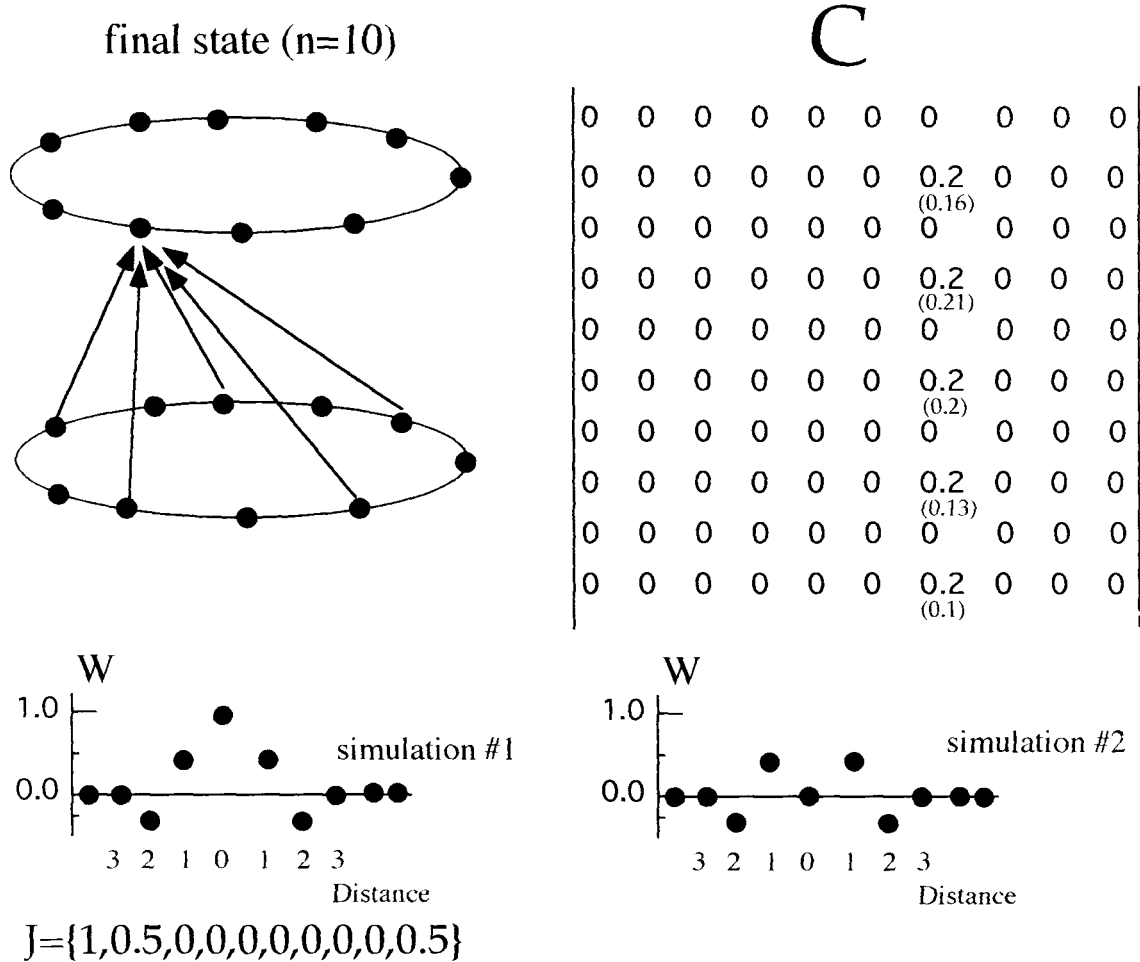 final state (n=10)
C
0 0 0 0 0 0 0 0 0 0
0 0 0 0 0 0 0.2 0 0 0
(0.16)
0 0 0 0 0 0 0 0 0 0
0 0 0 0 0 0 0.2 0 0 0
(0.21)
0 0 0 0 0 0 0 0 0 0
0 0 0 0 0 0 0.2 0 0 0
(0.2)
0 0 0 0 0 0 0 0 0 0
0 0 0 0 0 0 0.2 0 0 0
(0.13)
0 0 0 0 0 0 0 0 0 0
0 0 0 0 0 0 0.2 0 0 0
(0.1)
W
1.0
simulation #1
0.0
3 2 1 0 1 2 3
Distance
J={1,0.5,0,0,0,0,0,0,0,0.5}
W
1.0
simulation #2
0.0
3 2 1 0 1 2 3
Distance